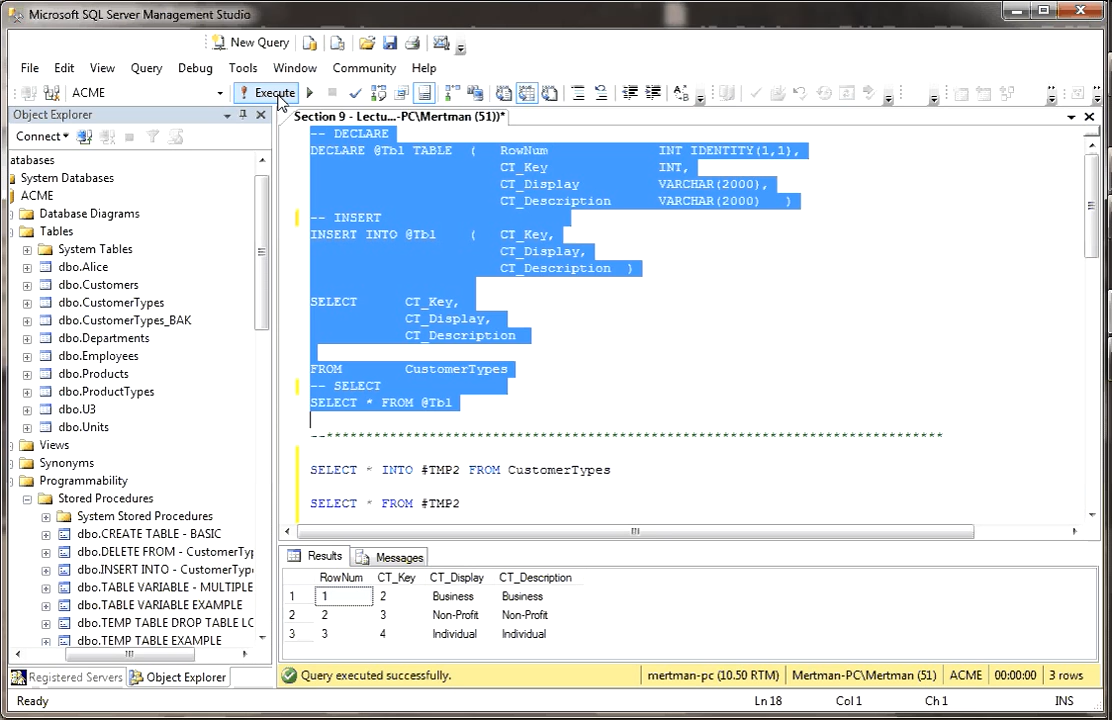 Microsoft SQL Server Management Studio
New Query
File Edit View Query Debug Tools Window Community Help
ACME Execute
Object Explorer
Section 9 - Lectu...-PC\Mertman (51))*
Connect
atabases
System Databases
ACME
Database Diagrams
Tables
System Tables
dbo.Alice
dbo.Customers
dbo.CustomerTypes
dbo.CustomerTypes_BAK
dbo.Departments
dbo.Employees
dbo.Products
dbo.ProductTypes
dbo.U3
dbo.Units
Views
Synonyms
Programmability
Stored Procedures
System Stored Procedures
dbo.CREATE TABLE - BASIC
dbo.DELETE FROM - CustomerTyp
dbo.INSERT INTO - CustomerTyp
dbo.TABLE VARIABLE - MULTIPLE
dbo.TABLE VARIABLE EXAMPLE
dbo.TEMP TABLE DROP TABLE LO
dbo.TEMP TABLE EXAMPLE
Registered Servers Object Explorer
-- DECLARE
DECLARE @Tbl TABLE ( RowNum INT IDENTITY(1,1),
CT_Key INT,
CT_Display VARCHAR(2000),
CT_Description VARCHAR(2000) )
-- INSERT
INSERT INTO @Tbl ( CT_Key,
CT_Display,
CT_Description )
SELECT CT_Key,
CT_Display,
CT_Description
FROM CustomerTypes
-- SELECT
SELECT * FROM @Tbl
--******************************************************************************
SELECT * INTO #TMP2 FROM CustomerTypes
SELECT * FROM #TMP2
Results Messages
RowNum CT_Key CT_Display CT_Description
1 1 2 Business Business
2 2 3 Non-Profit Non-Profit
3 3 4 Individual Individual
Query executed successfully. mertman-pc (10.50 RTM) Mertman-PC\Mertman (51) ACME 00:00:00 3 rows
Ready Ln 18 Col 1 Ch 1 INS